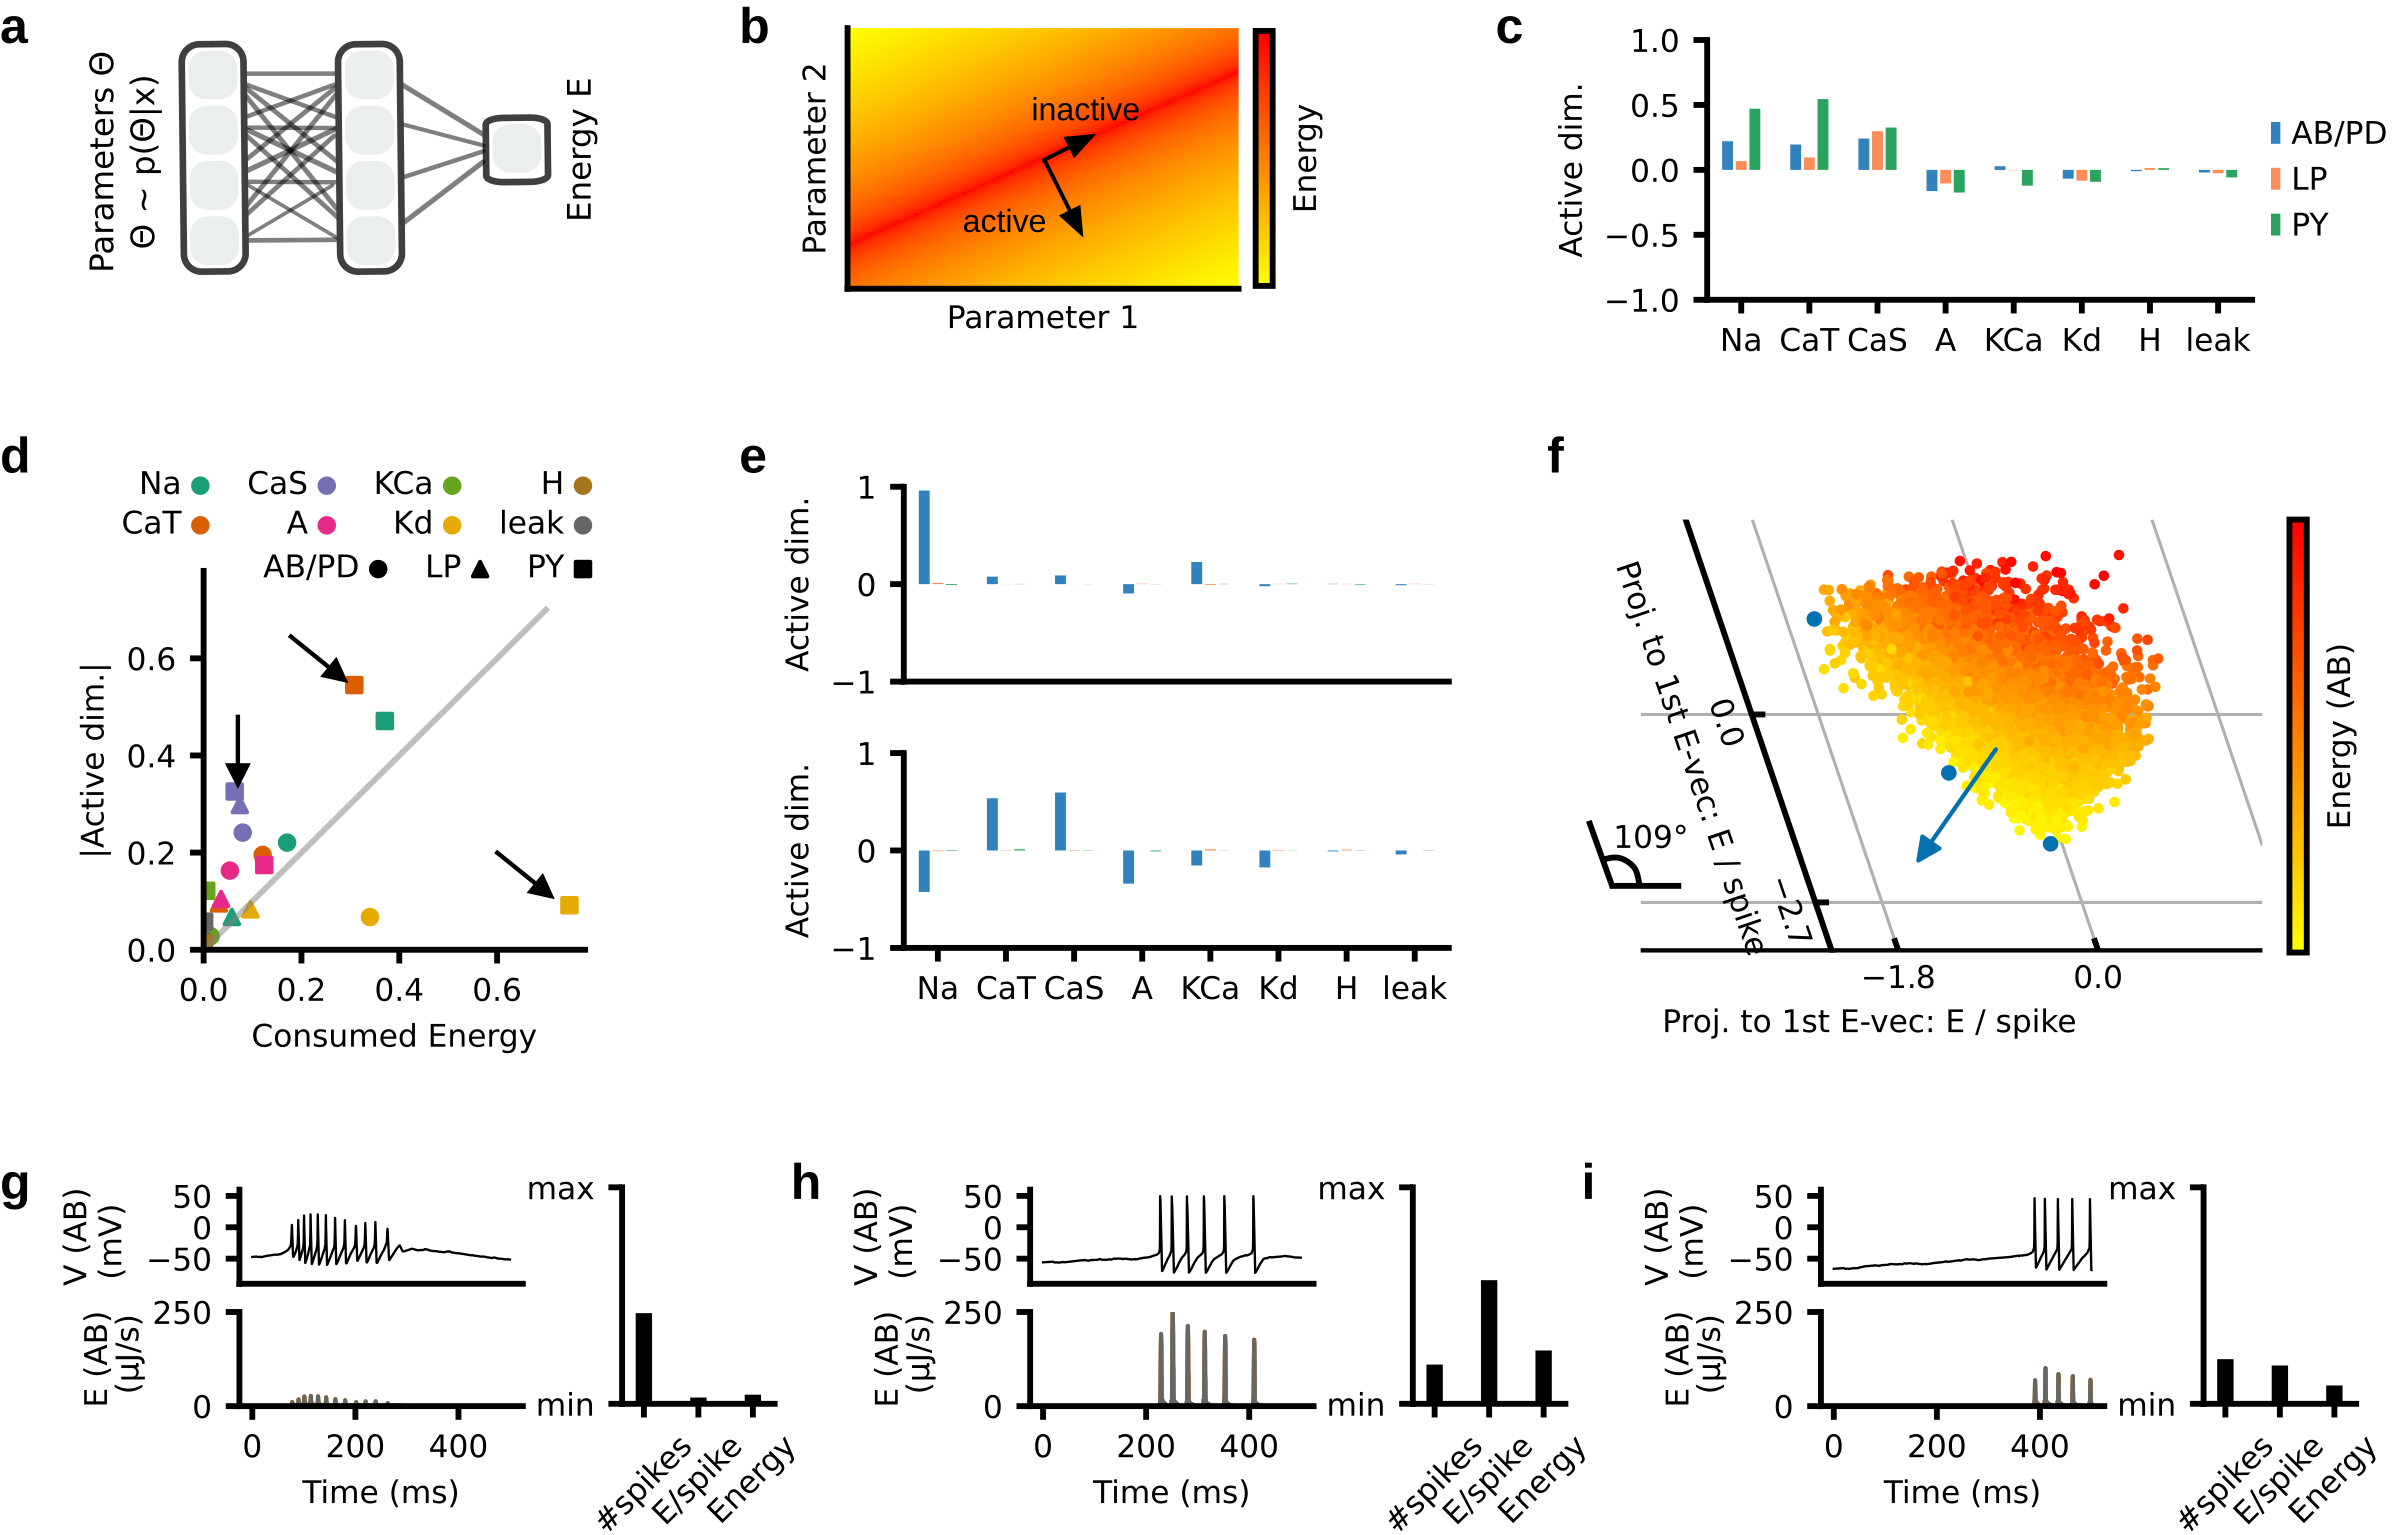 a
Parameters Θ
Θ ~ p(Θ|x)
Energy E
b
Parameter 2
inactive
active
Parameter 1
Energy
c
Active dim.
1.0
0.5
0.0
−0.5
−1.0
Na CaT CaS A KCa Kd H leak
AB/PD
LP
PY
d
Na CaS KCa H
CaT A Kd leak
AB/PD LP PY
|Active dim.|
0.6
0.4
0.2
0.0
0.0 0.2 0.4 0.6
Consumed Energy
e
Active dim.
1
0
−1
Active dim.
1
0
−1
Na CaT CaS A KCa Kd H leak
f
Proj. to 1st E-vec: E / spike
0.0
−2.7
109°
−1.8 0.0
Proj. to 1st E-vec: E / spike
Energy (AB)
g
V (AB)
(mV)
50
0
−50
E (AB)
(µJ/s)
250
0
0 200 400
Time (ms)
max
min
#spikes
E/spike
Energy
h
V (AB)
(mV)
50
0
−50
E (AB)
(µJ/s)
250
0
0 200 400
Time (ms)
max
min
#spikes
E/spike
Energy
i
V (AB)
(mV)
50
0
−50
E (AB)
(µJ/s)
250
0
0 200 400
Time (ms)
max
min
#spikes
E/spike
Energy